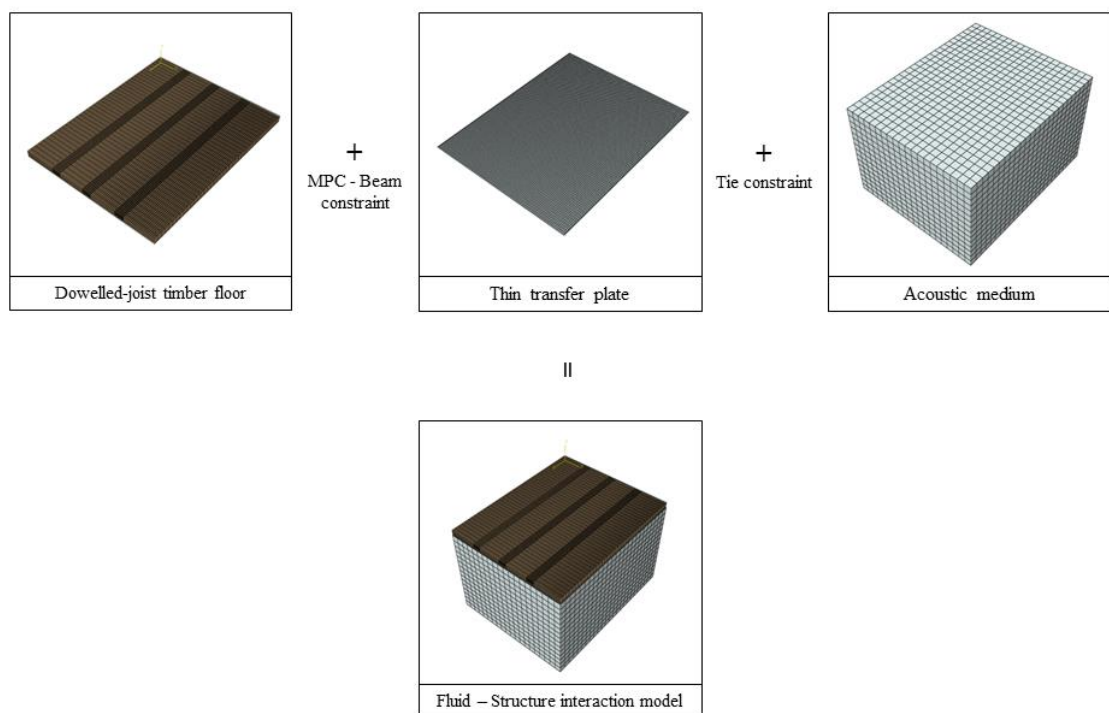 +
MPC - Beam
constraint
+
Tie constraint
Dowelled-joist timber floor
Thin transfer plate
Acoustic medium
=
Fluid – Structure interaction model